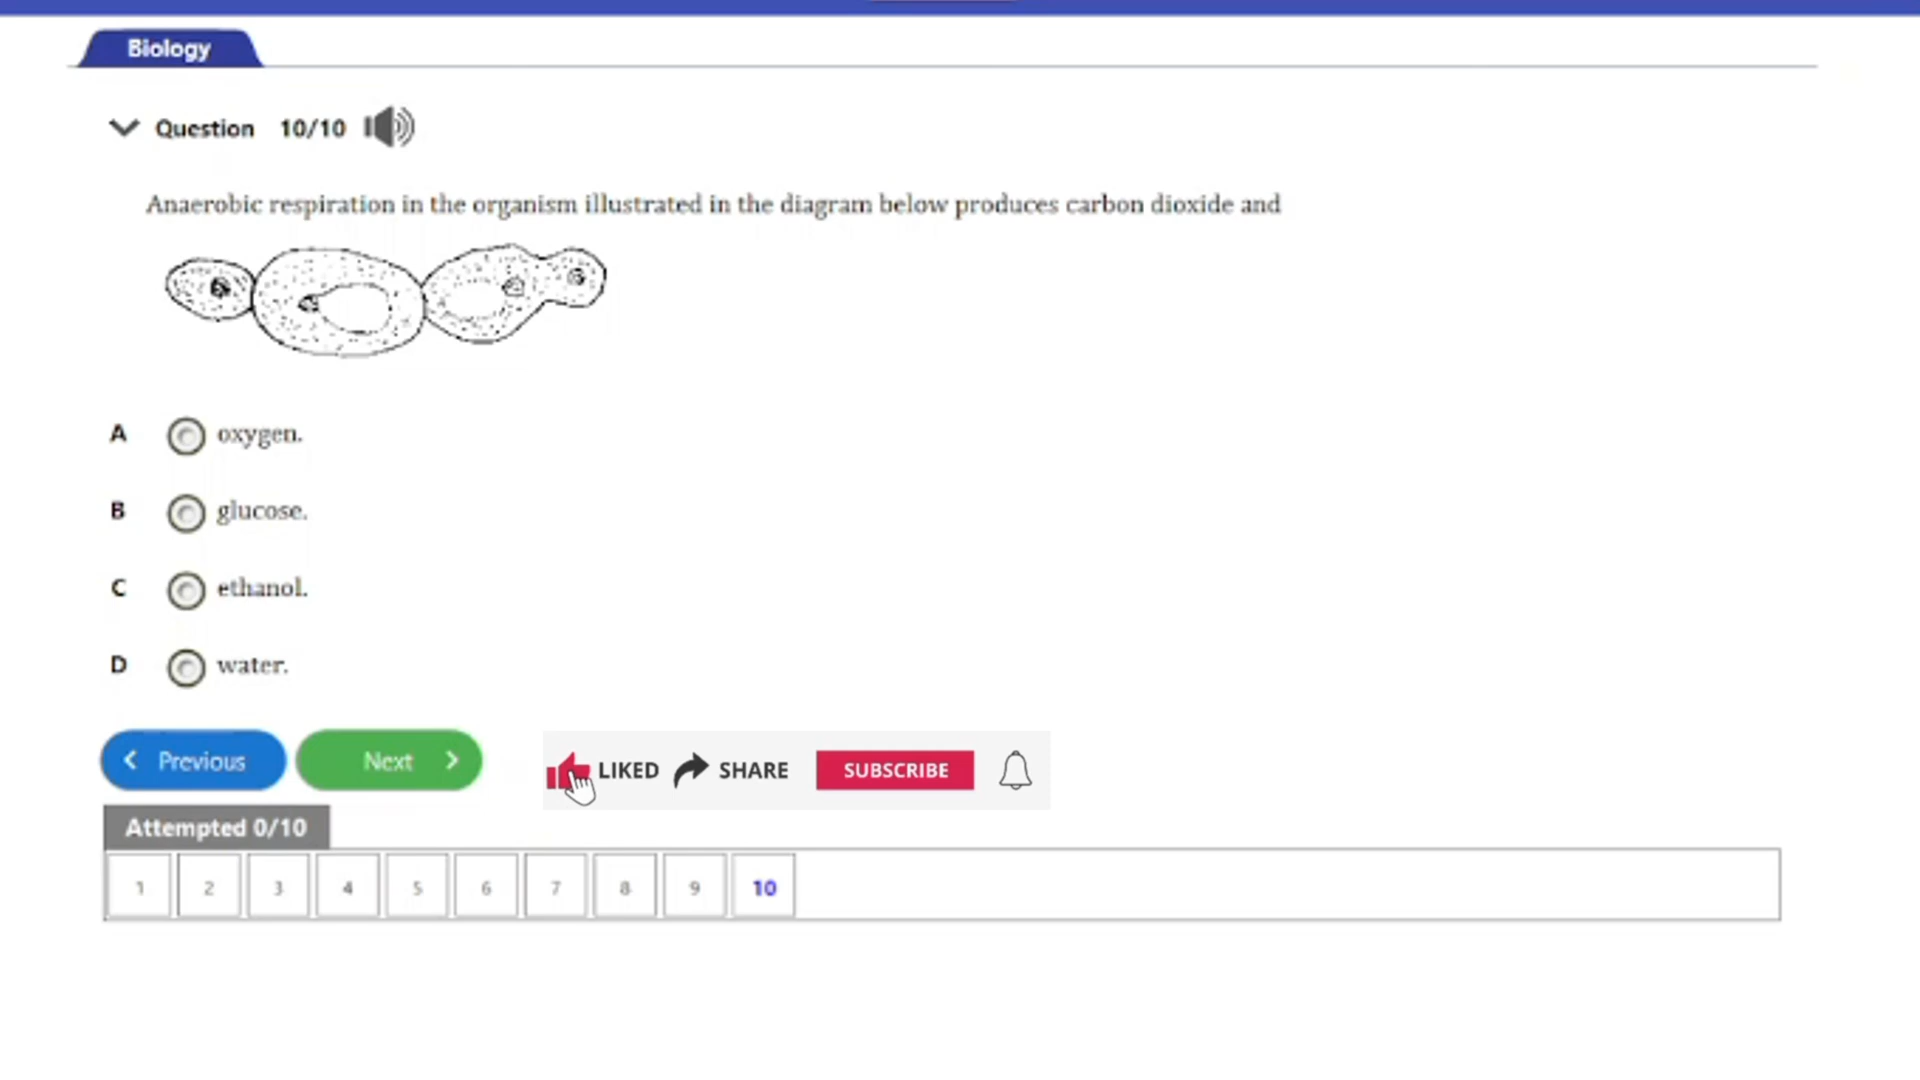 Biology
Question 10/10
Anaerobic respiration in the organism illustrated in the diagram below produces carbon dioxide and
A oxygen.
B glucose.
C ethanol.
D water.
Previous Next LIKED SHARE SUBSCRIBE
Attempted 0/10
1 2 3 4 5 6 7 8 9 10